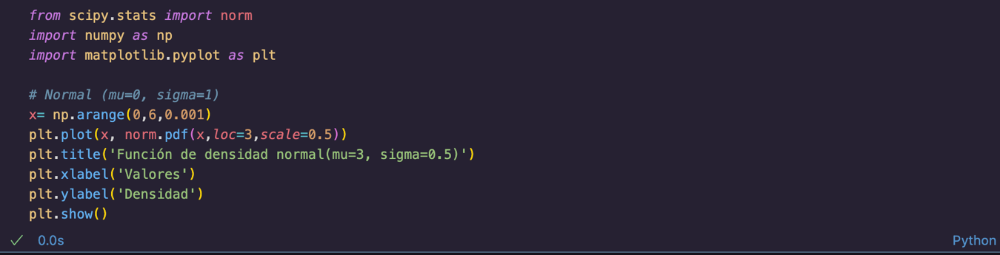 from scipy.stats import norm
import numpy as np
import matplotlib.pyplot as plt
# Normal (mu=0, sigma=1)
x= np.arange(0,6,0.001)
plt.plot(x, norm.pdf(x,loc=3,scale=0.5))
plt.title('Función de densidad normal(mu=3, sigma=0.5)')
plt.xlabel('Valores')
plt.ylabel('Densidad')
plt.show()
0.0s
Python